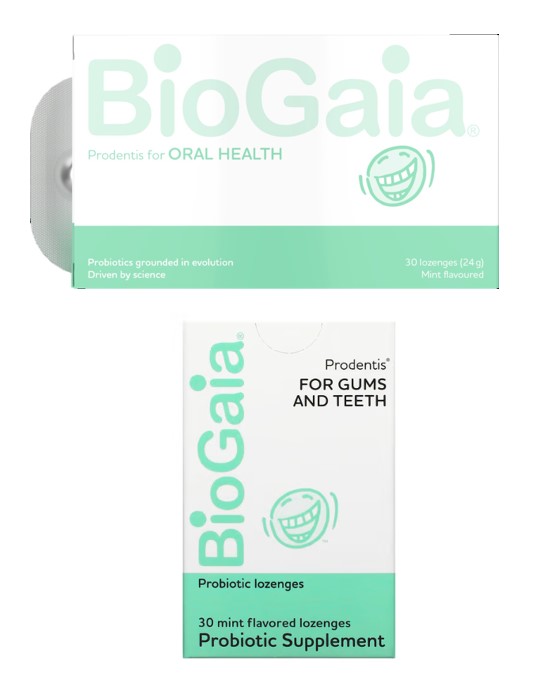 BioGaia®
Prodentis for ORAL HEALTH
Probiotics grounded in evolution
Driven by science
30 lozenges (24 g)
Mint flavoured
BioGaia®
Prodentis®
FOR GUMS
AND TEETH
™
Probiotic lozenges
30 mint flavored lozenges
Probiotic Supplement